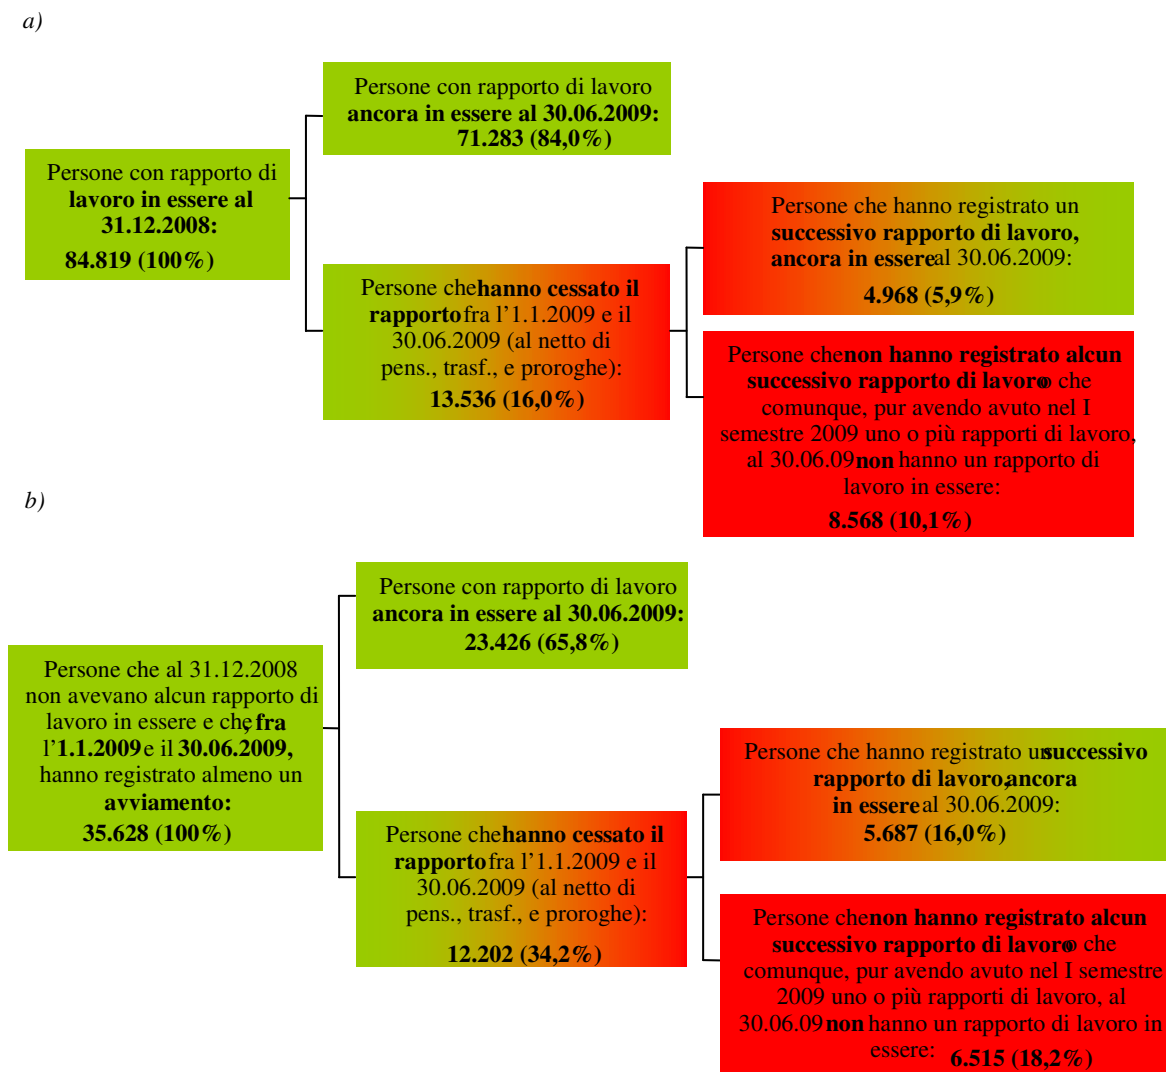 a)
Persone con rapporto di lavoro
ancora in essere al 30.06.2009:
71.283 (84,0%)
Persone con rapporto di
lavoro in essere al
31.12.2008:
84.819 (100%)
Persone che hanno registrato un
successivo rapporto di lavoro,
ancora in essere al 30.06.2009:
4.968 (5,9%)
Persone che hanno cessato il
rapporto fra l'1.1.2009 e il
30.06.2009 (al netto di
pens., trasf., e proroghe):
13.536 (16,0%)
Persone che non hanno registrato alcun
successivo rapporto di lavoro o che
comunque, pur avendo avuto nel I
semestre 2009 uno o più rapporti di lavoro,
al 30.06.09 non hanno un rapporto di
lavoro in essere:
8.568 (10,1%)
b)
Persone con rapporto di lavoro
ancora in essere al 30.06.2009:
23.426 (65,8%)
Persone che al 31.12.2008
non avevano alcun rapporto di
lavoro in essere e che, fra
l'1.1.2009 e il 30.06.2009,
hanno registrato almeno un
avviamento:
35.628 (100%)
Persone che hanno registrato un successivo
rapporto di lavoro, ancora
in essere al 30.06.2009:
5.687 (16,0%)
Persone che hanno cessato il
rapporto fra l'1.1.2009 e il
30.06.2009 (al netto di
pens., trasf., e proroghe):
12.202 (34,2%)
Persone che non hanno registrato alcun
successivo rapporto di lavoro o che
comunque, pur avendo avuto nel I semestre
2009 uno o più rapporti di lavoro, al
30.06.09 non hanno un rapporto di lavoro in
essere: 6.515 (18,2%)